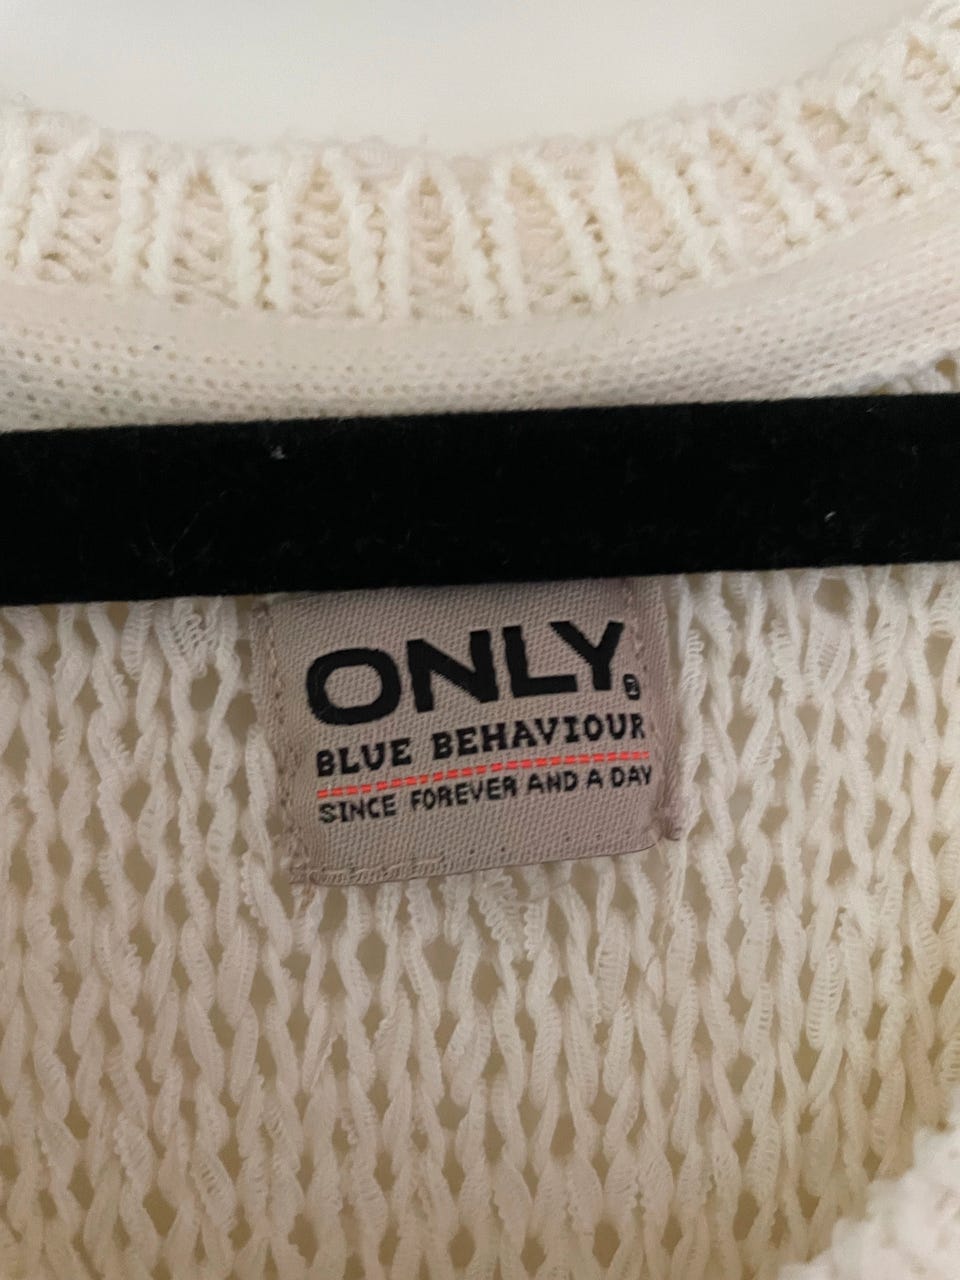 ONLY
BLUE BEHAVIOUR
SINCE FOREVER AND A DAY